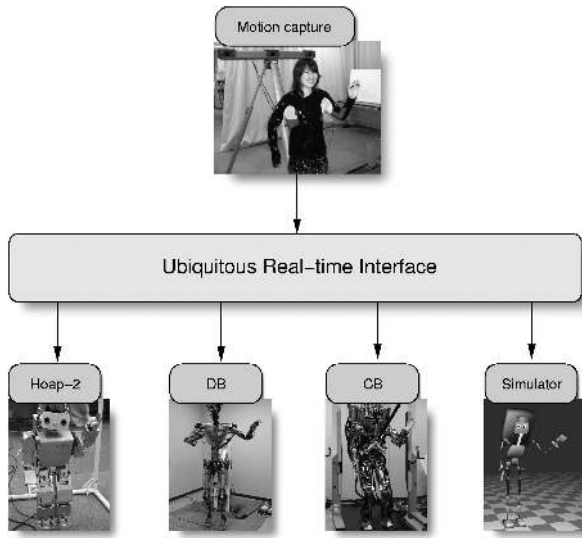 Motion capture
Ubiquitous Real-time Interface
Hoap-2
DB
CB
Simulator